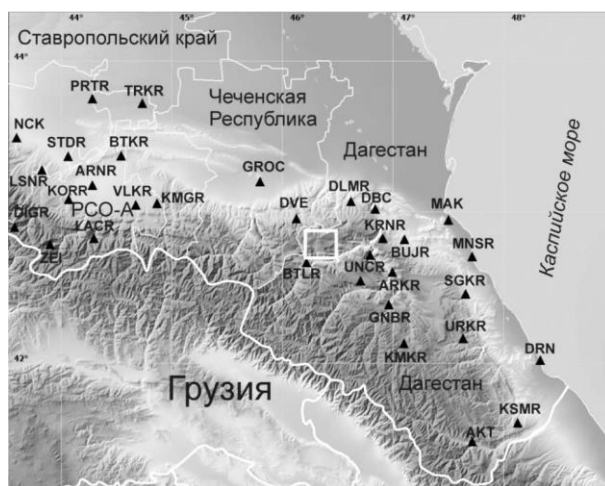 44 45 46 47 48
Ставропольский край
44
PRTR
TRKR
Чеченская
Республика
NCK
STDR
BTKR
Дагестан
LSNR
ARNR
GROC
KORR
VLKR
KMGR
DLMR
DBC
РСО-А
DVE
MAK
DIGR
LACR
KRNR
ZEI
BUJR
MNSR
BTLR
UNCR
ARKR
SGKR
GNBR
URKR
KMKR
42
DRN
Грузия
Дагестан
KSMR
AKT
Каспийское море